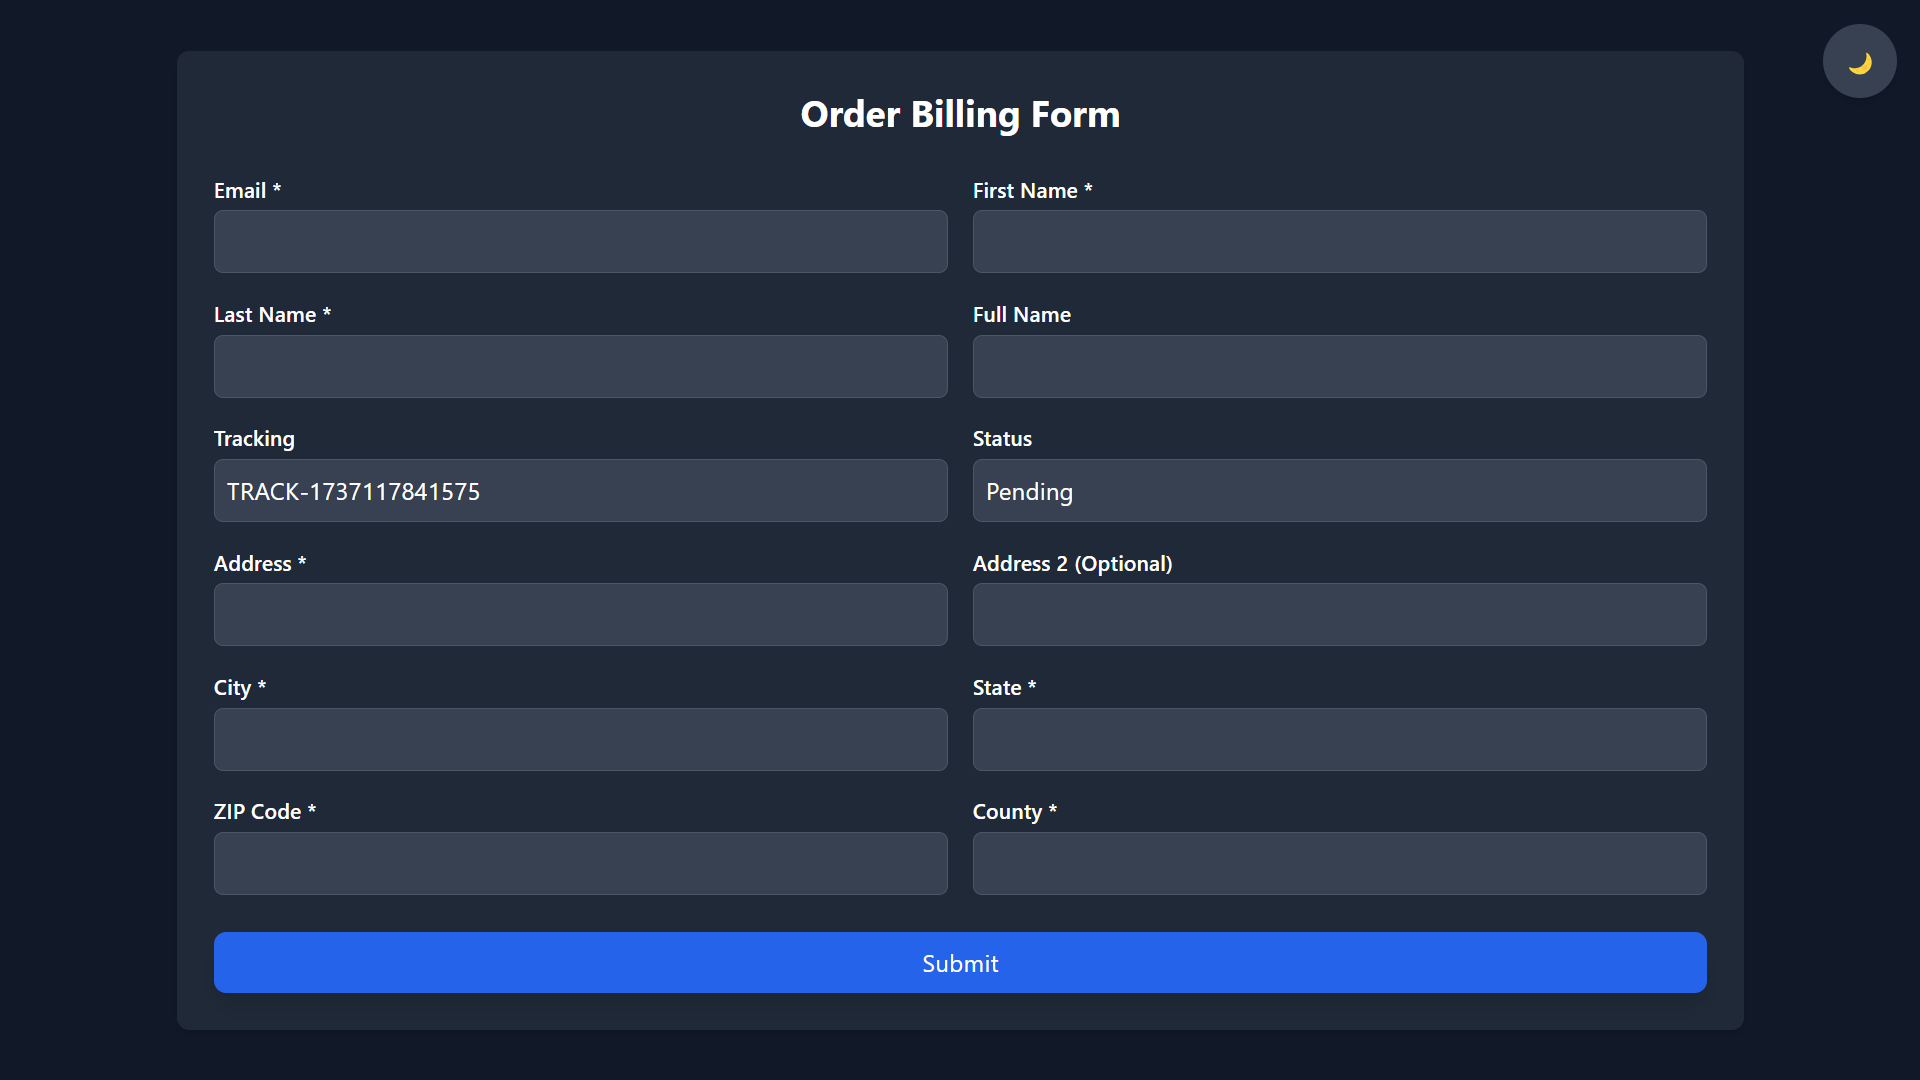 Order Billing Form
Email *
First Name *
Last Name *
Full Name
Tracking
Status
TRACK-1737117841575
Pending
Address *
Address 2 (Optional)
City *
State *
ZIP Code *
County *
Submit